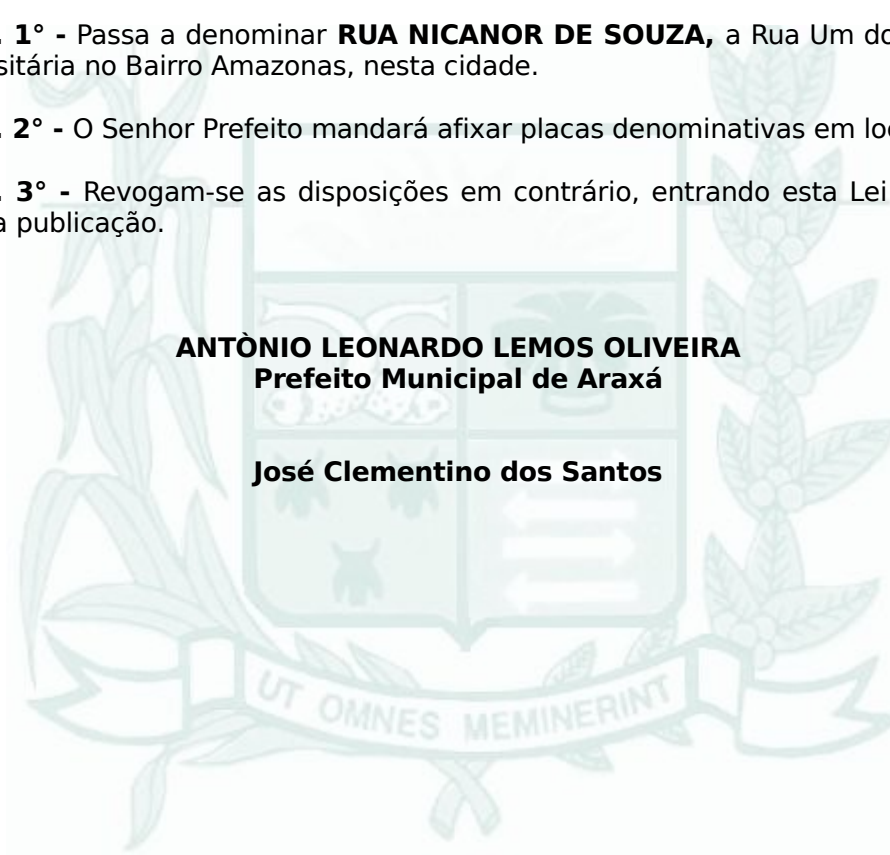 . 1° - Passa a denominar RUA NICANOR DE SOUZA, a Rua Um do
sitária no Bairro Amazonas, nesta cidade.
. 2° - O Senhor Prefeito mandará afixar placas denominativas em loc
. 3° - Revogam-se as disposições em contrário, entrando esta Lei
a publicação.
ANTÒNIO LEONARDO LEMOS OLIVEIRA
Prefeito Municipal de Araxá
José Clementino dos Santos
UT OMNES MEMINERINT